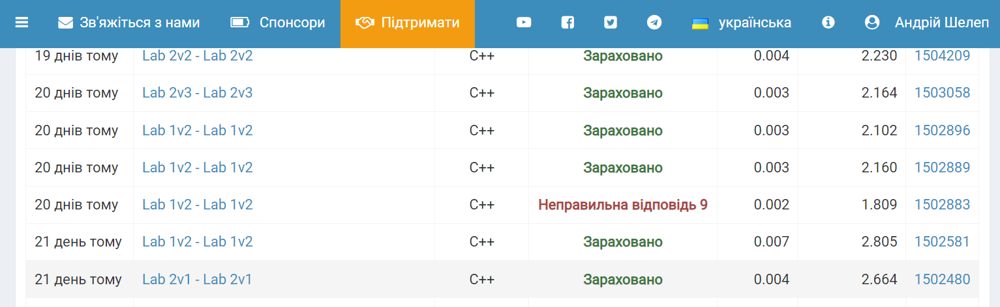 Зв'яжіться з нами Спонсори Підтримати українська Андрій Шелеп
19 днів тому Lab 2v2 - Lab 2v2 C++ Зараховано 0.004 2.230 1504209
20 днів тому Lab 2v3 - Lab 2v3 C++ Зараховано 0.003 2.164 1503058
20 днів тому Lab 1v2 - Lab 1v2 C++ Зараховано 0.003 2.102 1502896
20 днів тому Lab 1v2 - Lab 1v2 C++ Зараховано 0.003 2.160 1502889
20 днів тому Lab 1v2 - Lab 1v2 C++ Неправильна відповідь 9 0.002 1.809 1502883
21 день тому Lab 1v2 - Lab 1v2 C++ Зараховано 0.007 2.805 1502581
21 день тому Lab 2v1 - Lab 2v1 C++ Зараховано 0.004 2.664 1502480